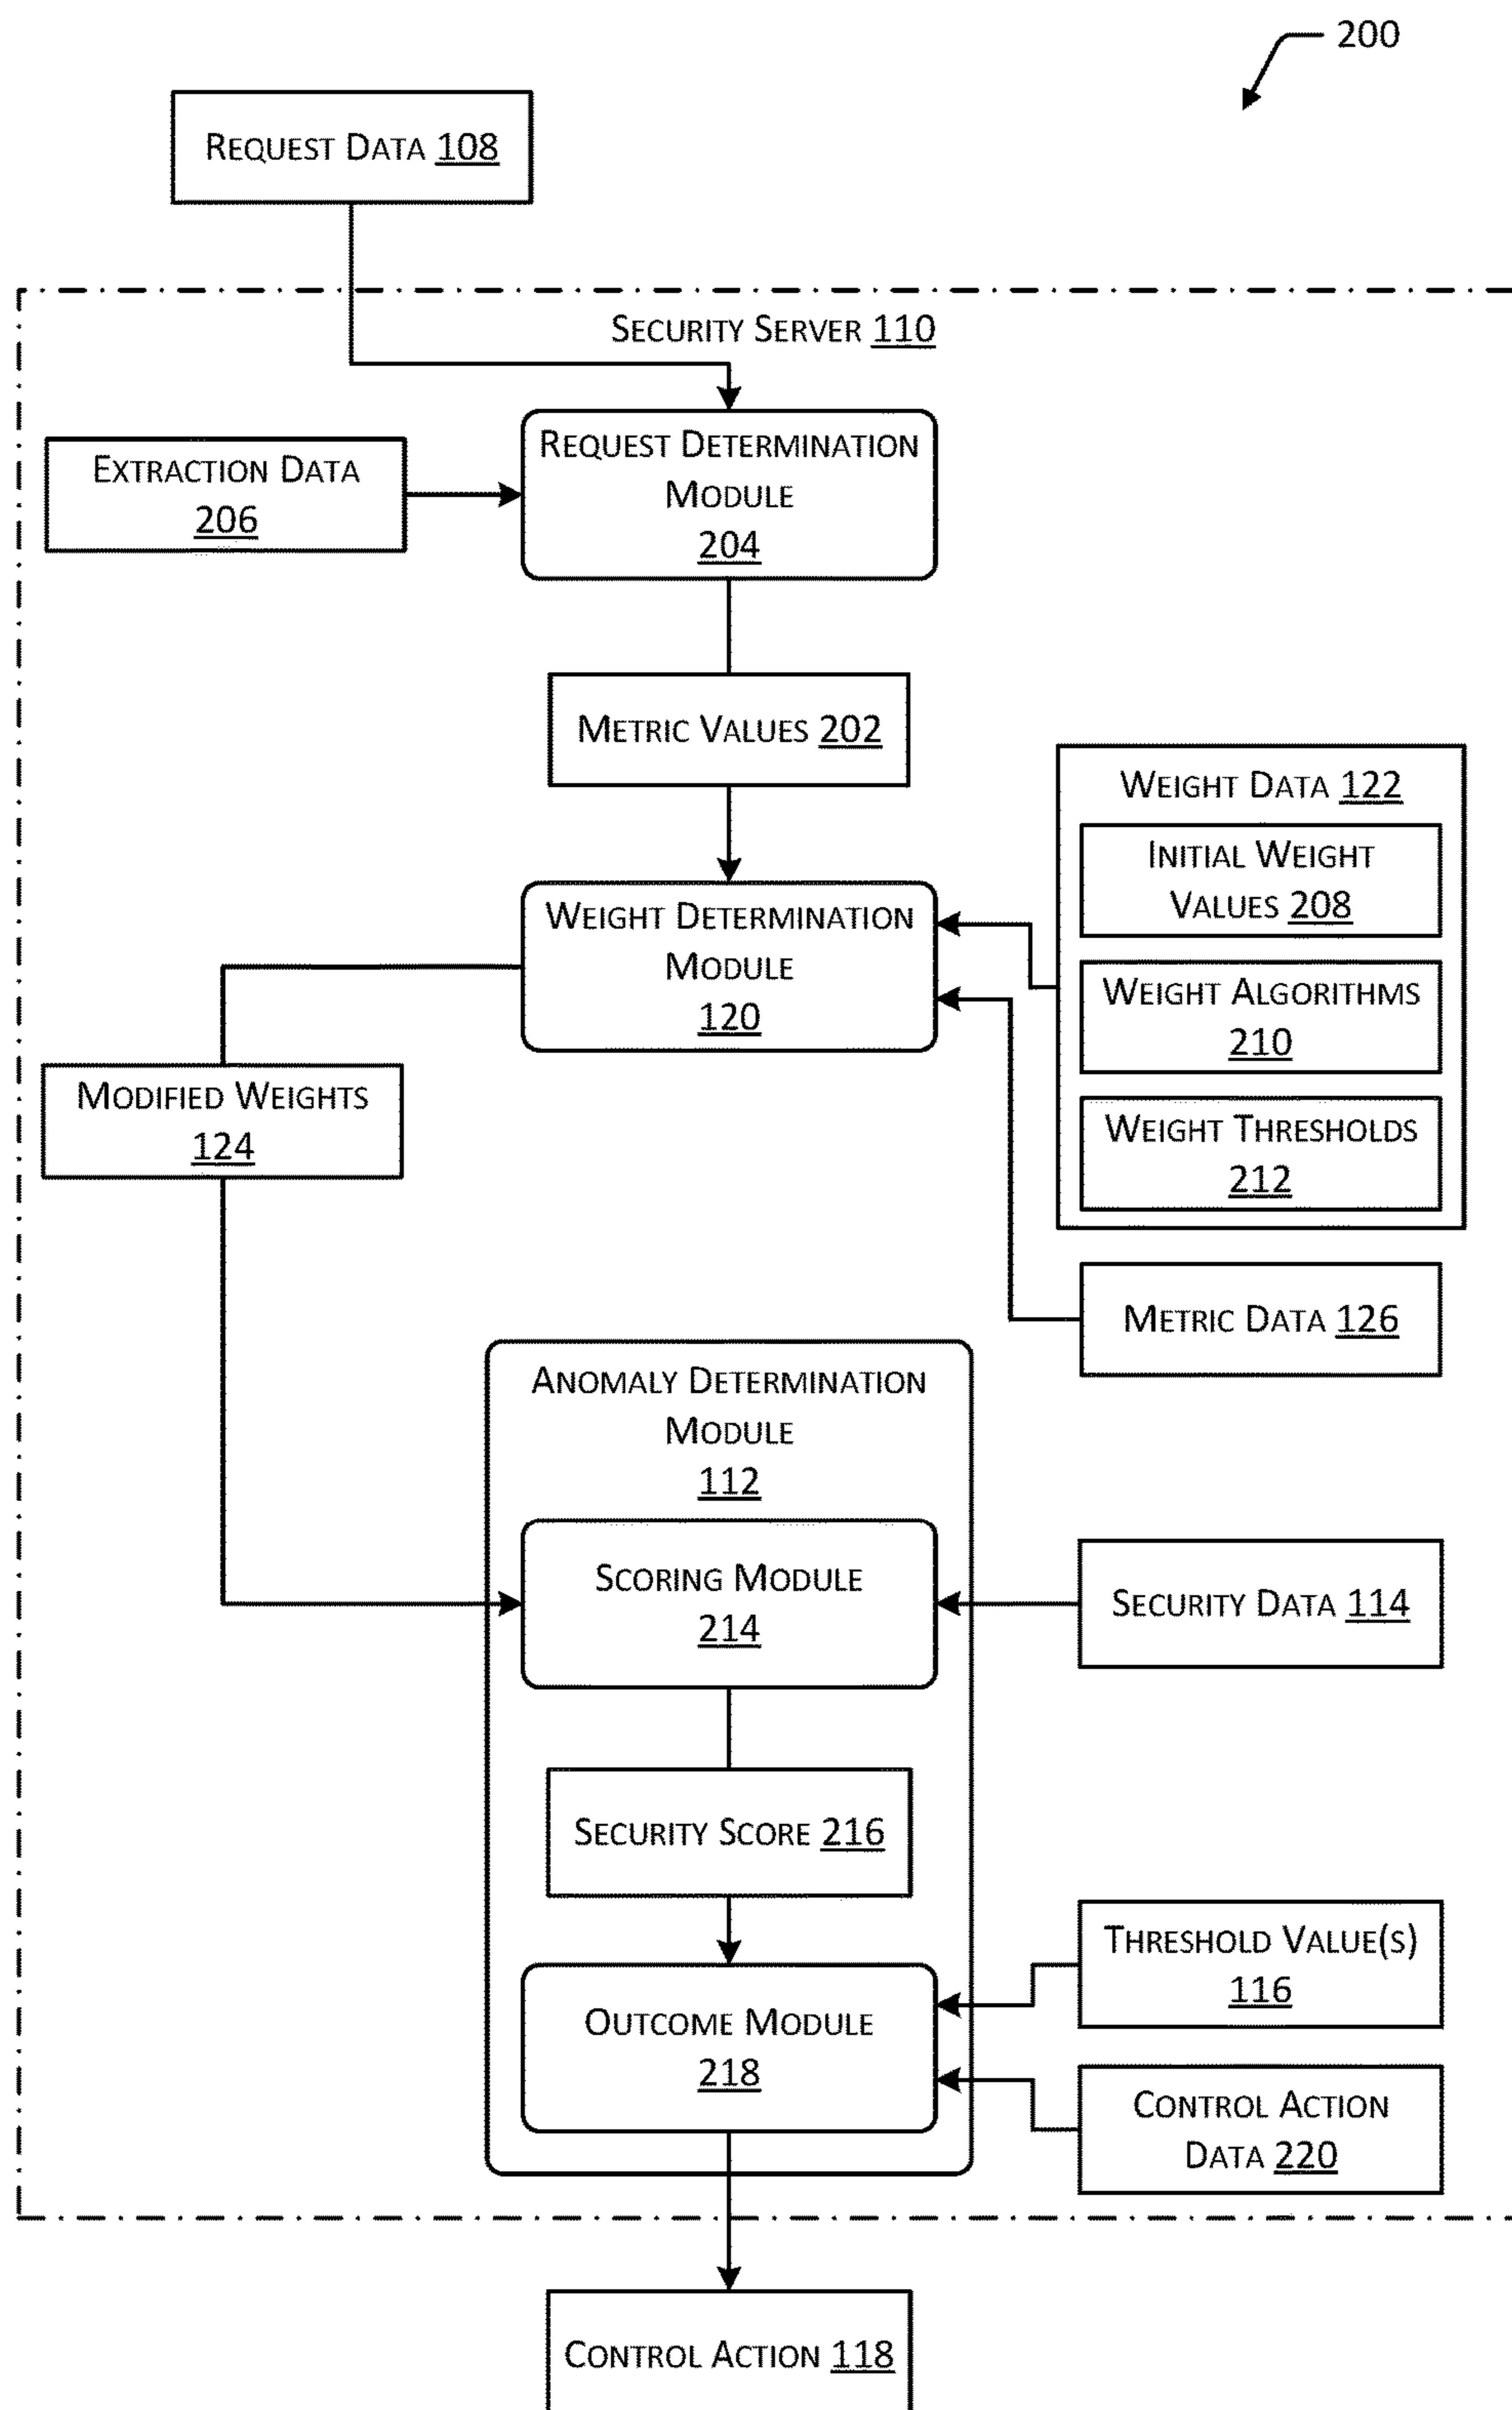 200
REQUEST DATA 108
SECURITY SERVER 110
REQUEST DETERMINATION
MODULE
204
EXTRACTION DATA
206
METRIC VALUES 202
WEIGHT DATA 122
INITIAL WEIGHT
VALUES 208
WEIGHT ALGORITHMS
210
WEIGHT THRESHOLDS
212
WEIGHT DETERMINATION
MODULE
120
MODIFIED WEIGHTS
124
METRIC DATA 126
ANOMALY DETERMINATION
MODULE
112
SCORING MODULE
214
SECURITY DATA 114
SECURITY SCORE 216
THRESHOLD VALUE(S)
116
OUTCOME MODULE
218
CONTROL ACTION
DATA 220
CONTROL ACTION 118